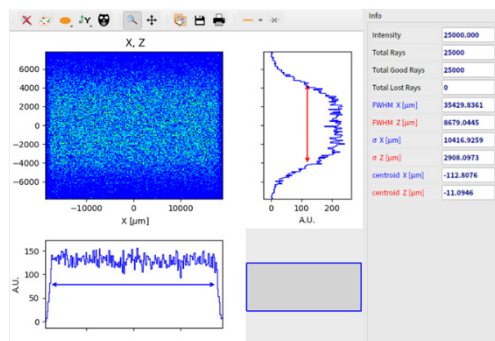 Info
X, Z
Intensity 25000.000
Total Rays 25000
Total Good Rays 25000
Total Lost Rays 0
FWHM X [μm] 35429.8361
FWHM Z [μm] 8679.0445
σ X [μm] 10416.9259
σ Z [μm] 2908.0973
centroid X [μm] -112.8076
centroid Z [μm] -11.0946
6000
4000
2000
0
−2000
−4000
−6000
−10000 0 10000
X [μm]
0 100 200
A.U.
150
100
50
0
A.U.